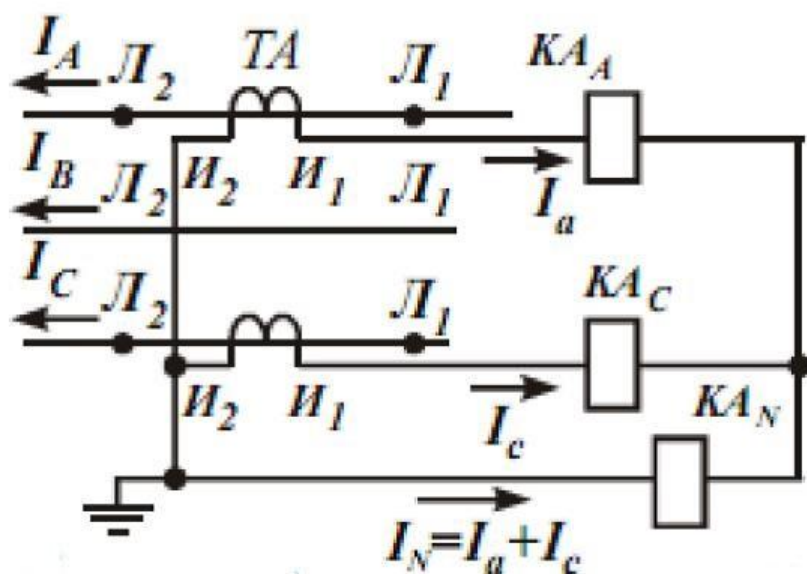 I_A Л_2 TA Л_1 KA_A
I_B Л_2 И_2 И_1 Л_1 I_a
I_C Л_2 Л_1 KA_C
И_2 И_1 I_c KA_N
I_N=I_a+I_c